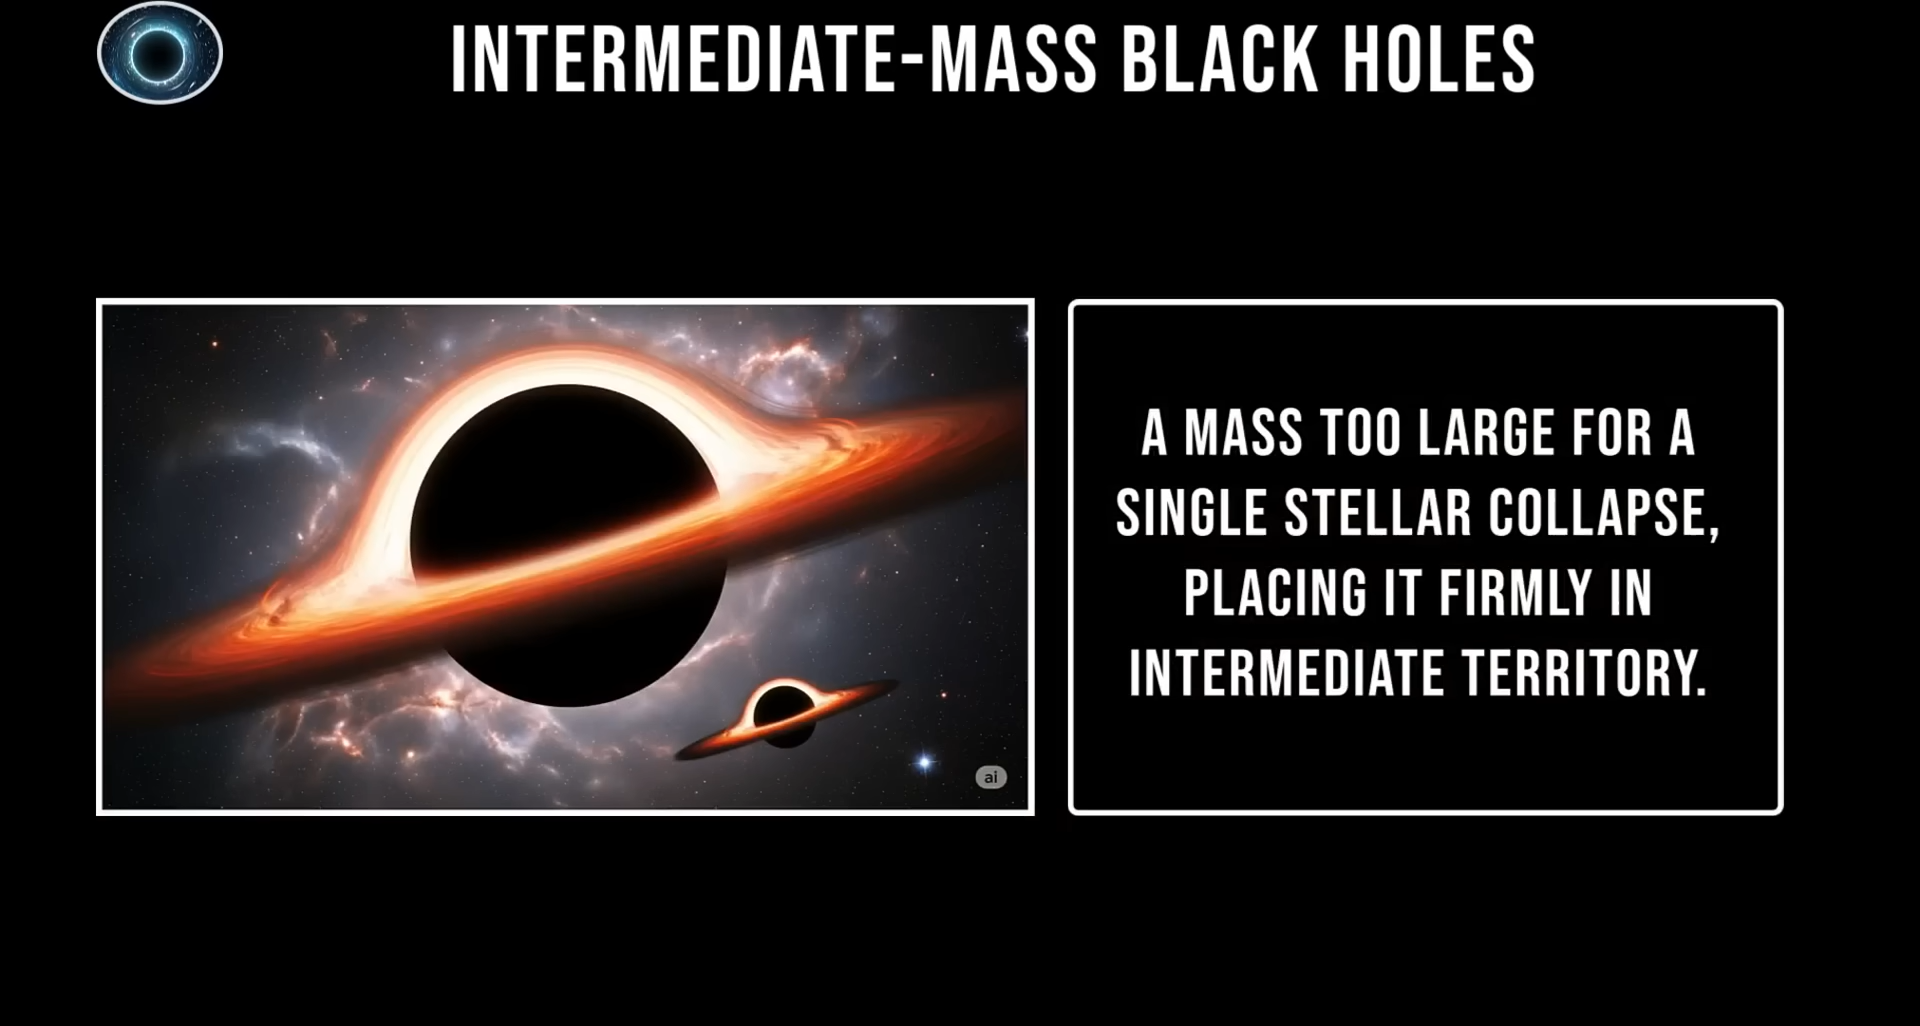 INTERMEDIATE-MASS BLACK HOLES
A MASS TOO LARGE FOR A
SINGLE STELLAR COLLAPSE,
PLACING IT FIRMLY IN
INTERMEDIATE TERRITORY.
ai